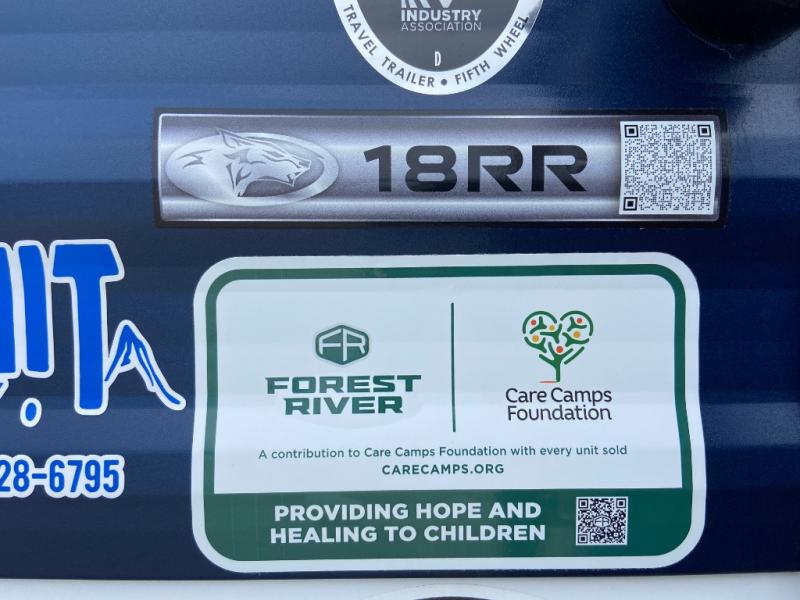 INDUSTRY
ASSOCIATION
TRAVEL TRAILER • FIFTH WHEEL
D
18RR
FR
FOREST
RIVER
Care Camps
Foundation
A contribution to Care Camps Foundation with every unit sold
CARECAMPS.ORG
28-6795
PROVIDING HOPE AND
HEALING TO CHILDREN